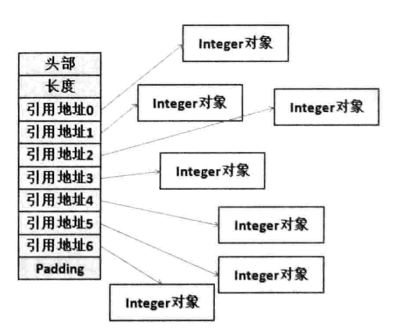 头部
长度
引用地址0
引用地址1
引用地址2
引用地址3
引用地址4
引用地址5
引用地址6
Padding
Integer对象
Integer对象
Integer对象
Integer对象
Integer对象
Integer对象
Integer对象